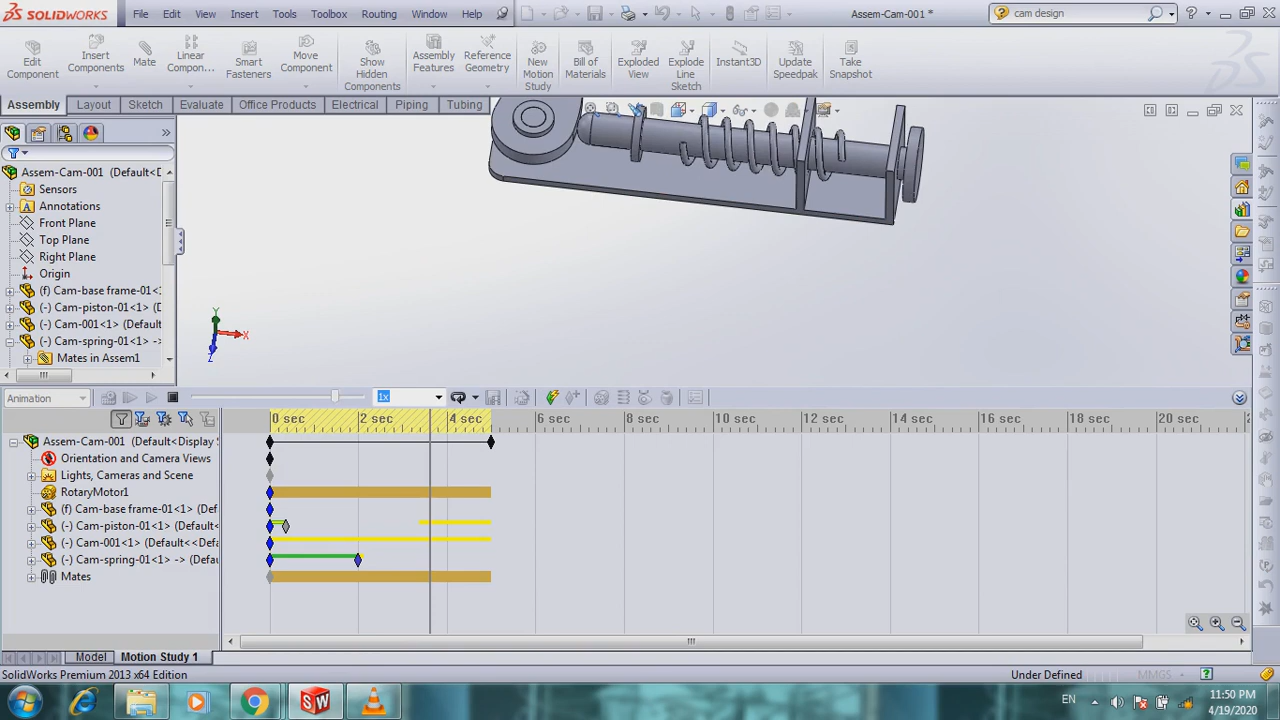 SOLIDWORKS File Edit View Insert Tools Toolbox Routing Window Help Assem-Cam-001 * cam design
Edit Component
Insert Components
Mate
Linear Compon...
Smart Fasteners
Move Component
Show Hidden Components
Assembly Features
Reference Geometry
New Motion Study
Bill of Materials
Exploded View
Explode Line Sketch
Instant3D
Update Speedpak
Take Snapshot
Assembly Layout Sketch Evaluate Office Products Electrical Piping Tubing
Assem-Cam-001 (Default<D
Sensors
Annotations
Front Plane
Top Plane
Right Plane
Origin
(f) Cam-base frame-01<1
(-) Cam-piston-01<1> (D
(-) Cam-001<1> (Default
(-) Cam-spring-01<1> ->
Mates in Assem1
Y
X
Z
Animation 1x
0 sec 2 sec 4 sec 6 sec 8 sec 10 sec 12 sec 14 sec 16 sec 18 sec 20 sec
Assem-Cam-001 (Default<Display
Orientation and Camera Views
Lights, Cameras and Scene
RotaryMotor1
(f) Cam-base frame-01<1> (Def
(-) Cam-piston-01<1> (Default<
(-) Cam-001<1> (Default<<Defa
(-) Cam-spring-01<1> -> (Defa
Mates
Model Motion Study 1
SolidWorks Premium 2013 x64 Edition Under Defined MMGS
EN 11:50 PM
4/19/2020